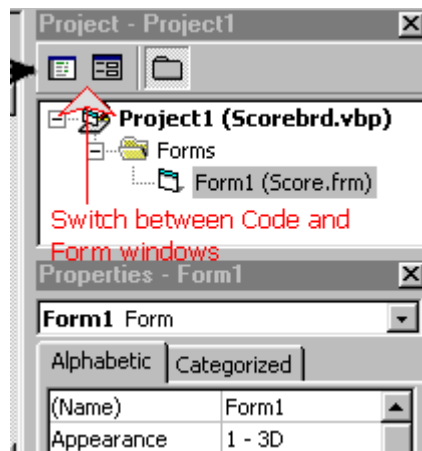 Project - Project1
Project1 (Scorebrd.vbp)
Forms
Form1 (Score.frm)
Switch between Code and
Form windows
Properties - Form1
Form1 Form
Alphabetic Categorized
(Name) Form1
Appearance 1 - 3D